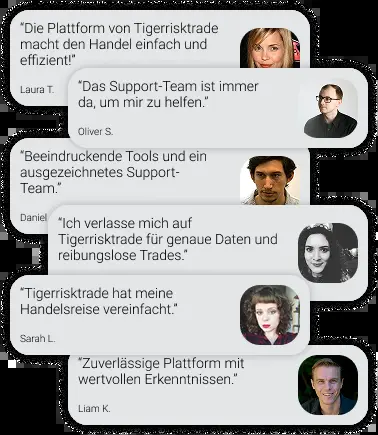 “Die Plattform von Tigerrisktrade
macht den Handel einfach und
effizient!”
Laura T.
“Das Support-Team ist immer
da, um mir zu helfen.”
Oliver S.
“Beeindruckende Tools und ein
ausgezeichnetes Support-
Team.”
Daniel
“Ich verlasse mich auf
Tigerrisktrade für genaue Daten und
reibungslose Trades.”
“Tigerrisktrade hat meine
Handelsreise vereinfacht.”
Sarah L.
“Zuverlässige Plattform mit
wertvollen Erkenntnissen.”
Liam K.